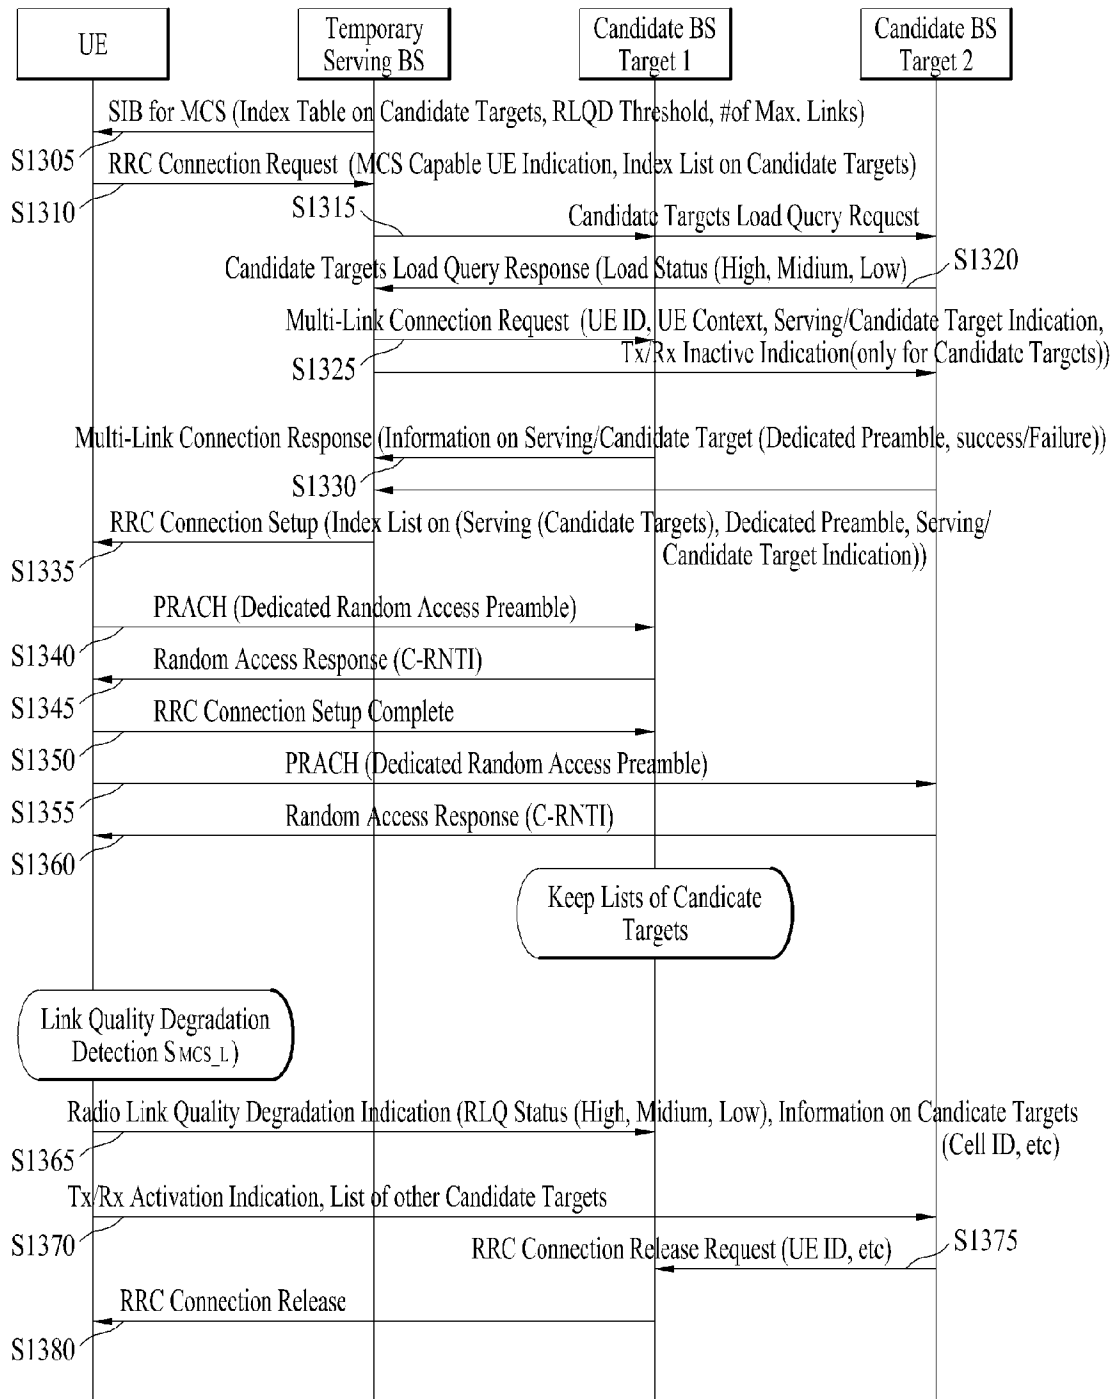 UE
Temporary
Serving BS
Candidate BS
Target 1
Candidate BS
Target 2
SIB for MCS (Index Table on Candidate Targets, RLQD Threshold, #of Max. Links)
S1305
RRC Connection Request (MCS Capable UE Indication, Index List on Candidate Targets)
S1310
S1315
Candidate Targets Load Query Request
Candidate Targets Load Query Response (Load Status (High, Midium, Low)
S1320
Multi-Link Connection Request (UE ID, UE Context, Serving/Candidate Target Indication,
Tx/Rx Inactive Indication(only for Candidate Targets))
S1325
Multi-Link Connection Response (Information on Serving/Candidate Target (Dedicated Preamble, success/Failure))
S1330
RRC Connection Setup (Index List on (Serving (Candidate Targets), Dedicated Preamble, Serving/
Candidate Target Indication))
S1335
PRACH (Dedicated Random Access Preamble)
S1340
Random Access Response (C-RNTI)
S1345
RRC Connection Setup Complete
S1350
PRACH (Dedicated Random Access Preamble)
S1355
Random Access Response (C-RNTI)
S1360
Keep Lists of Candicate
Targets
Link Quality Degradation
Detection SMCS_L)
Radio Link Quality Degradation Indication (RLQ Status (High, Midium, Low), Information on Candicate Targets
(Cell ID, etc)
S1365
Tx/Rx Activation Indication, List of other Candidate Targets
S1370
RRC Connection Release Request (UE ID, etc)
S1375
RRC Connection Release
S1380